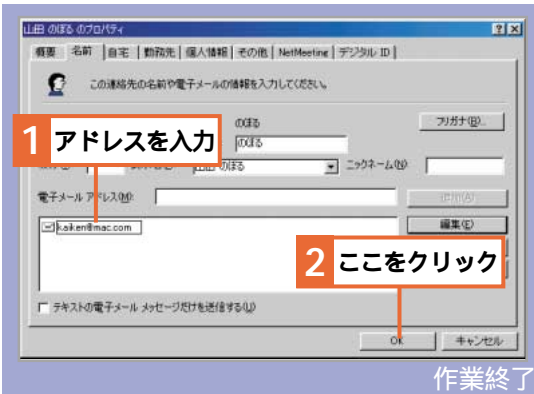 山田 のぼる のプロパティ
概要 名前 自宅 勤務先 個人情報 その他 NetMeeting デジタル ID
この連絡先の名前や電子メールの情報を入力してください。
のぼる フリガナ(R)...
1 アドレスを入力 のぼる
山田 のぼる ニックネーム(N):
電子メール アドレス(M): 追加(A)
kaiken@mac.com 編集(E)
2 ここをクリック
テキストの電子メール メッセージだけを送信する(U)
OK キャンセル
作業終了